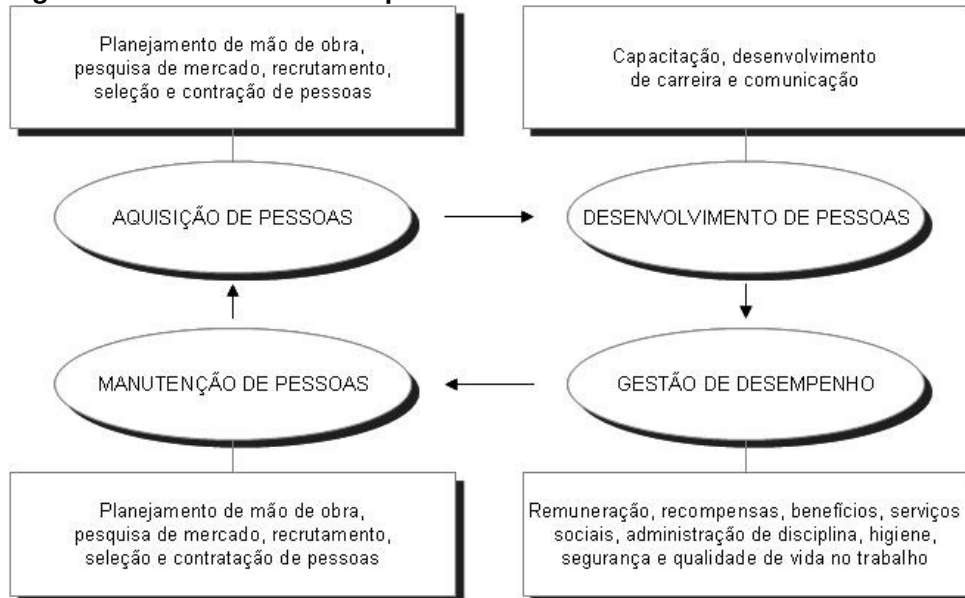 Planejamento de mão de obra,
pesquisa de mercado, recrutamento,
seleção e contração de pessoas
Capacitação, desenvolvimento
de carreira e comunicação
AQUISIÇÃO DE PESSOAS
DESENVOLVIMENTO DE PESSOAS
MANUTENÇÃO DE PESSOAS
GESTÃO DE DESEMPENHO
Planejamento de mão de obra,
pesquisa de mercado, recrutamento,
seleção e contratação de pessoas
Remuneração, recompensas, benefícios, serviços
sociais, administração de disciplina, higiene,
segurança e qualidade de vida no trabalho